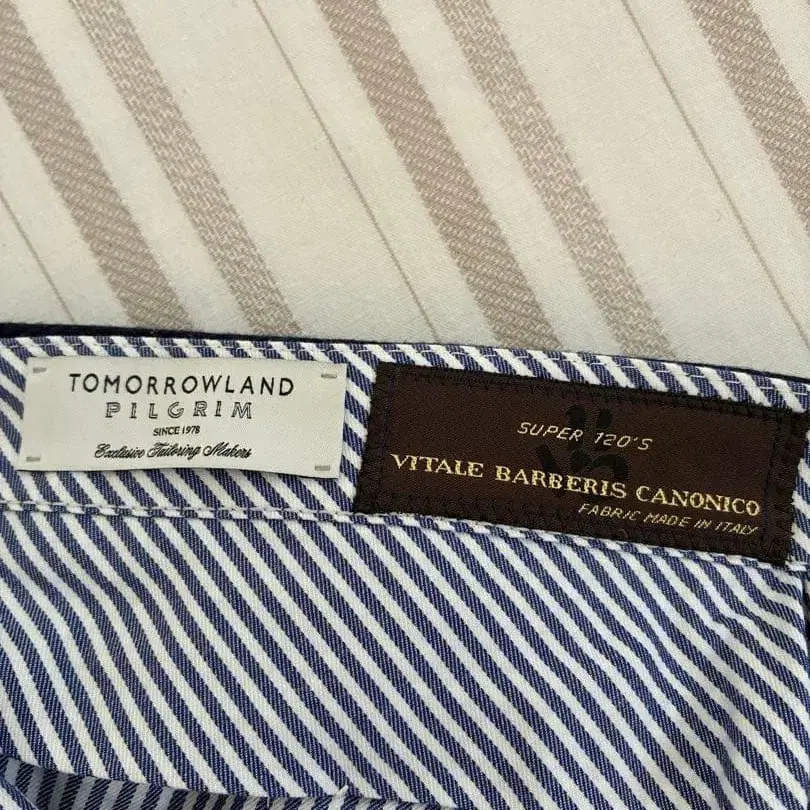 TOMORROWLAND
PILGRIM
SINCE 1978
Exclusive Tailoring Makers
SUPER 120'S
VITALE BARBERIS CANONICO
FABRIC MADE IN ITALY